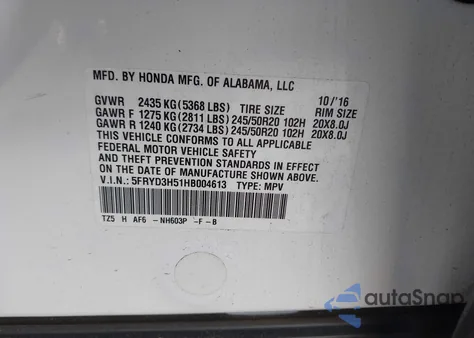 MFD. BY HONDA MFG. OF ALABAMA, LLC
10/'16
GVWR 2435 KG(5368 LBS) TIRE SIZE RIM SIZE
GAWR F 1275 KG(2811 LBS) 245/50R20 102H 20X8.0J
GAWR R 1240 KG(2734 LBS) 245/50R20 102H 20X8.0J
THIS VEHICLE CONFORMS TO ALL APPLICABLE
FEDERAL MOTOR VEHICLE SAFETY
AND THEFT PREVENTION STANDARDS IN EFFECT
ON THE DATE OF MANUFACTURE SHOWN ABOVE.
V.I.N.: 5FRYD3H51HB004613 TYPE: MPV
TZ5 H AF6 -NH603P -F-B
autoSnap